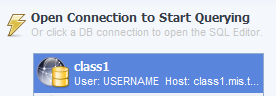 Open Connection to Start Querying
Or click a DB connection to open the SQL Editor.
class1
User: USERNAME Host: class1.mis.t...